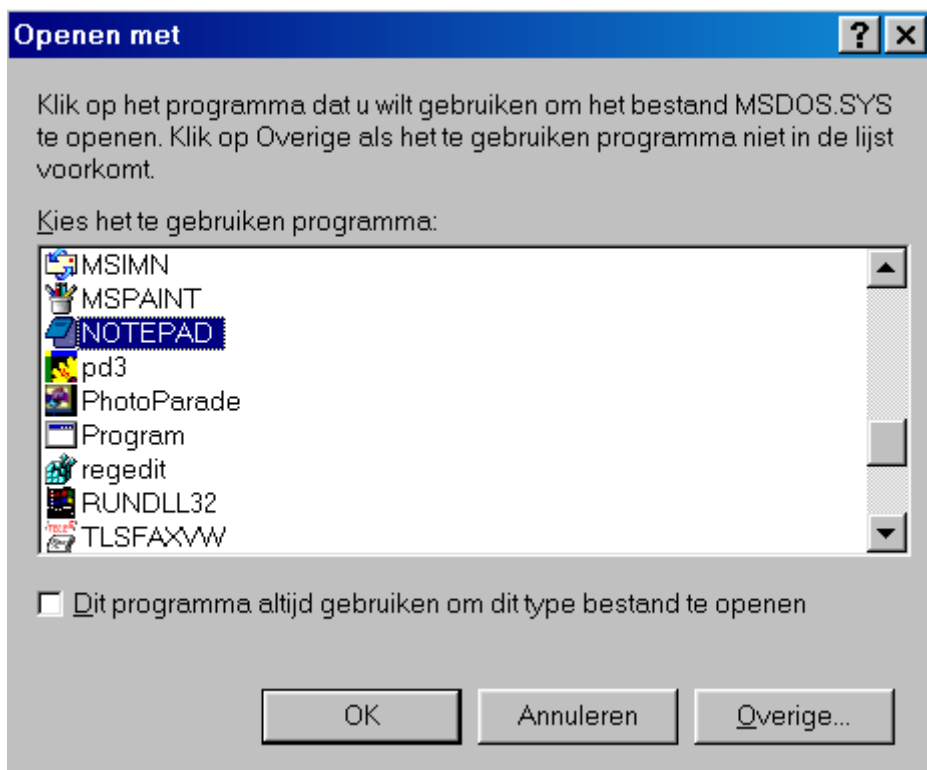 Openen met
Klik op het programma dat u wilt gebruiken om het bestand MSDOS.SYS
te openen. Klik op Overige als het te gebruiken programma niet in de lijst
voorkomt.
Kies het te gebruiken programma:
MSIMN
MSPAINT
NOTEPAD
pd3
PhotoParade
Program
regedit
RUNDLL32
TLSFAXVW
Dit programma altijd gebruiken om dit type bestand te openen
OK
Annuleren
Overige...